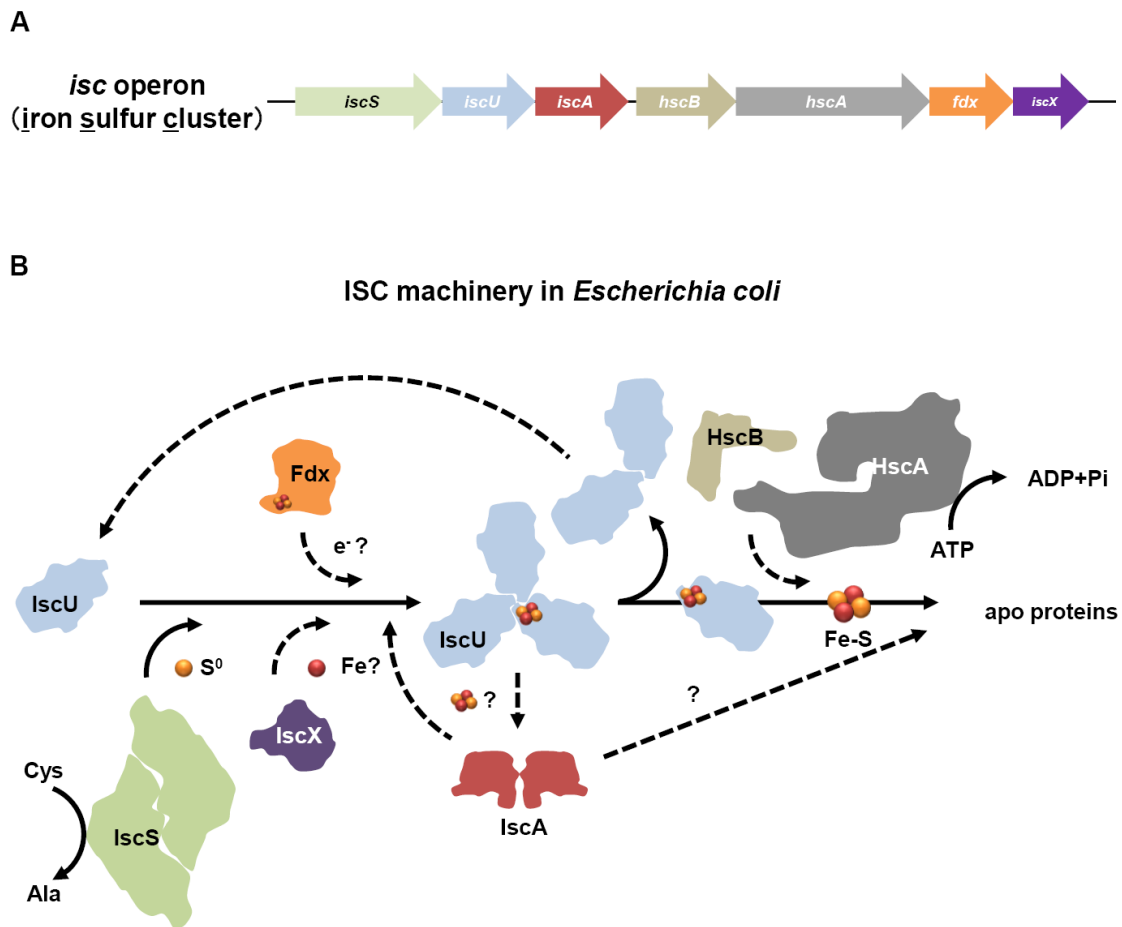 A
isc operon
（iron sulfur cluster）
iscS iscU iscA hscB hscA fdx iscX
B
ISC machinery in Escherichia coli
HscB
HscA
Fdx
ADP+Pi
e- ?
ATP
IscU
IscU
apo proteins
Fe-S
S0
Fe?
?
?
IscX
Cys
IscA
IscS
Ala